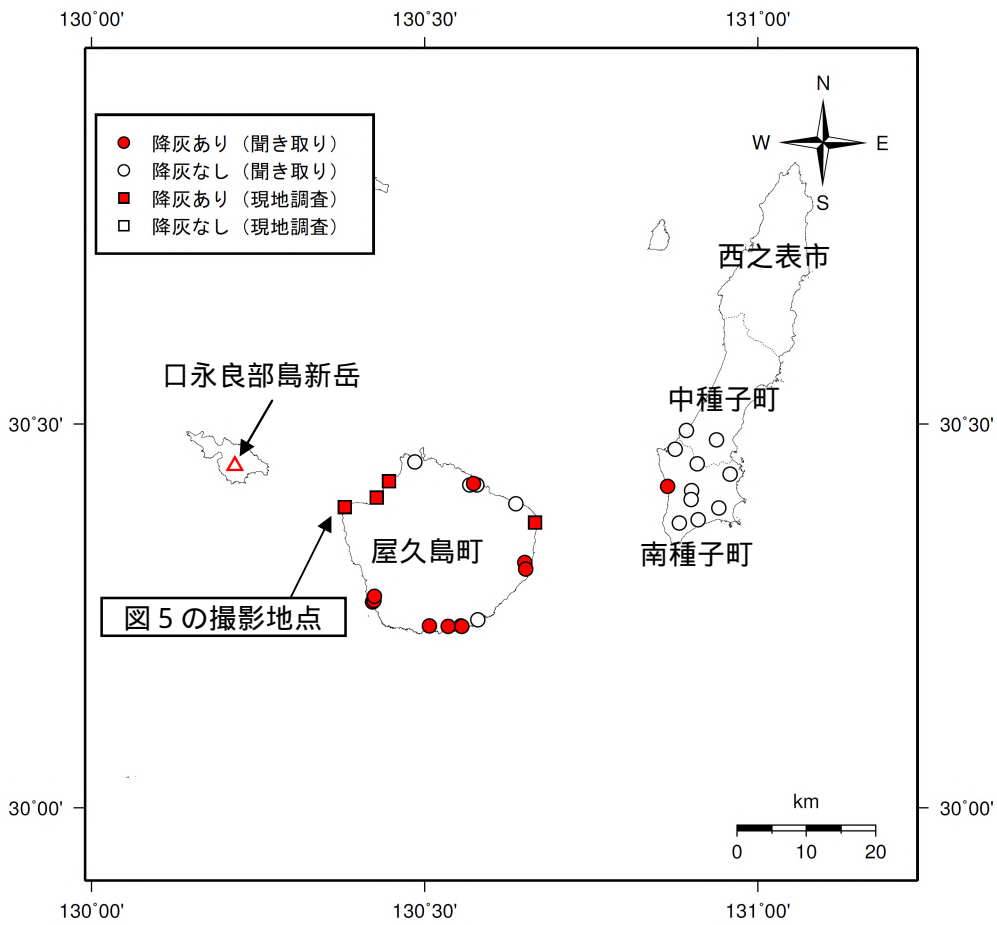 130°00'
130°30'
131°00'
N
W
E
S
降灰あり（聞き取り）
降灰なし（聞き取り）
降灰あり（現地調査）
降灰なし（現地調査）
西之表市
口永良部島新岳
中種子町
30°30'
30°30'
屋久島町
南種子町
図５の撮影地点
km
30°00'
30°00'
0
10
20
130°00'
130°30'
131°00'